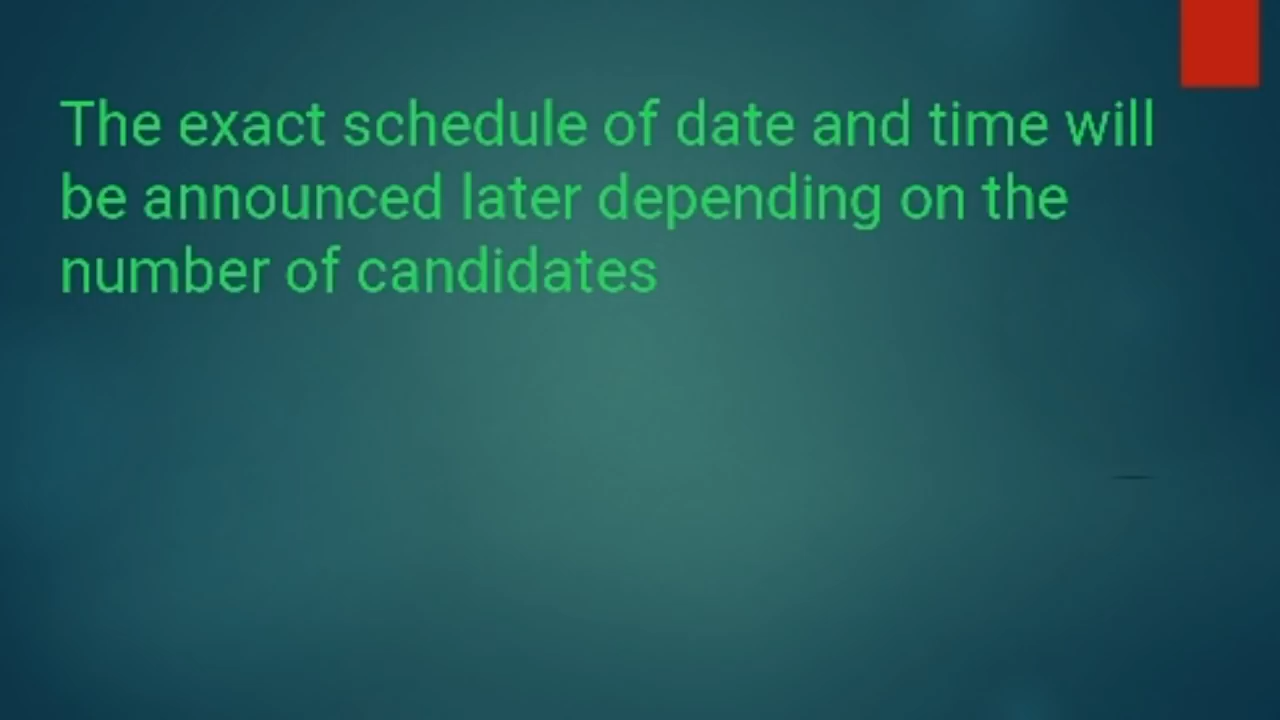 The exact schedule of date and time will
be announced later depending on the
number of candidates